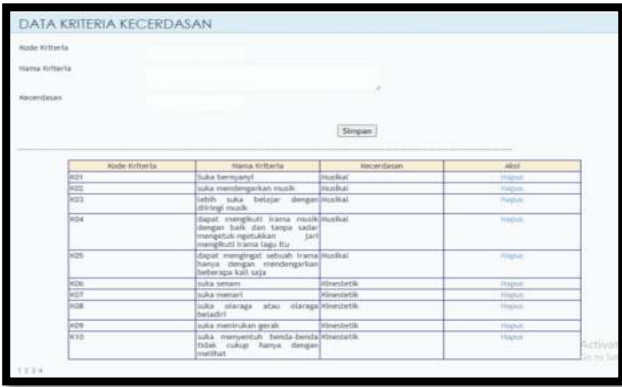 DATA KRITERIA KECERDASAN
Kode Kriteria
Nama Kriteria
Kecerdasan
Simpan
Kode Kriteria Nama Kriteria Kecerdasan Aksi
K01 Suka bernyanyi Musikal Hapus
K02 suka mendengarkan musik Musikal Hapus
K03 lebih suka belajar dengan Musikal Hapus
diiringi musik
K04 dapat mengikuti irama musik Musikal Hapus
dengan baik dan tanpa sadar
mengetuk-ngetukkan jari
mengikuti irama lagu itu
K05 dapat mengingat sebuah irama Musikal Hapus
hanya dengan mendengarkan
beberapa kali saja
K06 suka senam Kinestetik Hapus
K07 suka menari Kinestetik Hapus
K08 suka olaraga atau olaraga Kinestetik Hapus
beladiri
K09 suka menirukan gerak Kinestetik Hapus
K10 suka menyentuh benda-benda Kinestetik Hapus
tidak cukup hanya dengan
melihat
Activat
Go to Set
1 2 3 4